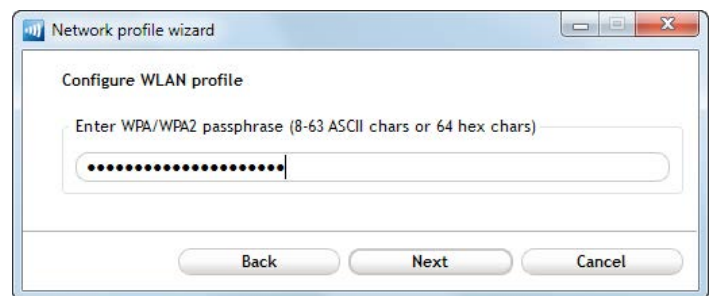 Network profile wizard
Configure WLAN profile
Enter WPA/WPA2 passphrase (8-63 ASCII chars or 64 hex chars)
●●●●●●●●●●●●●●●●●●●●●
Back Next Cancel